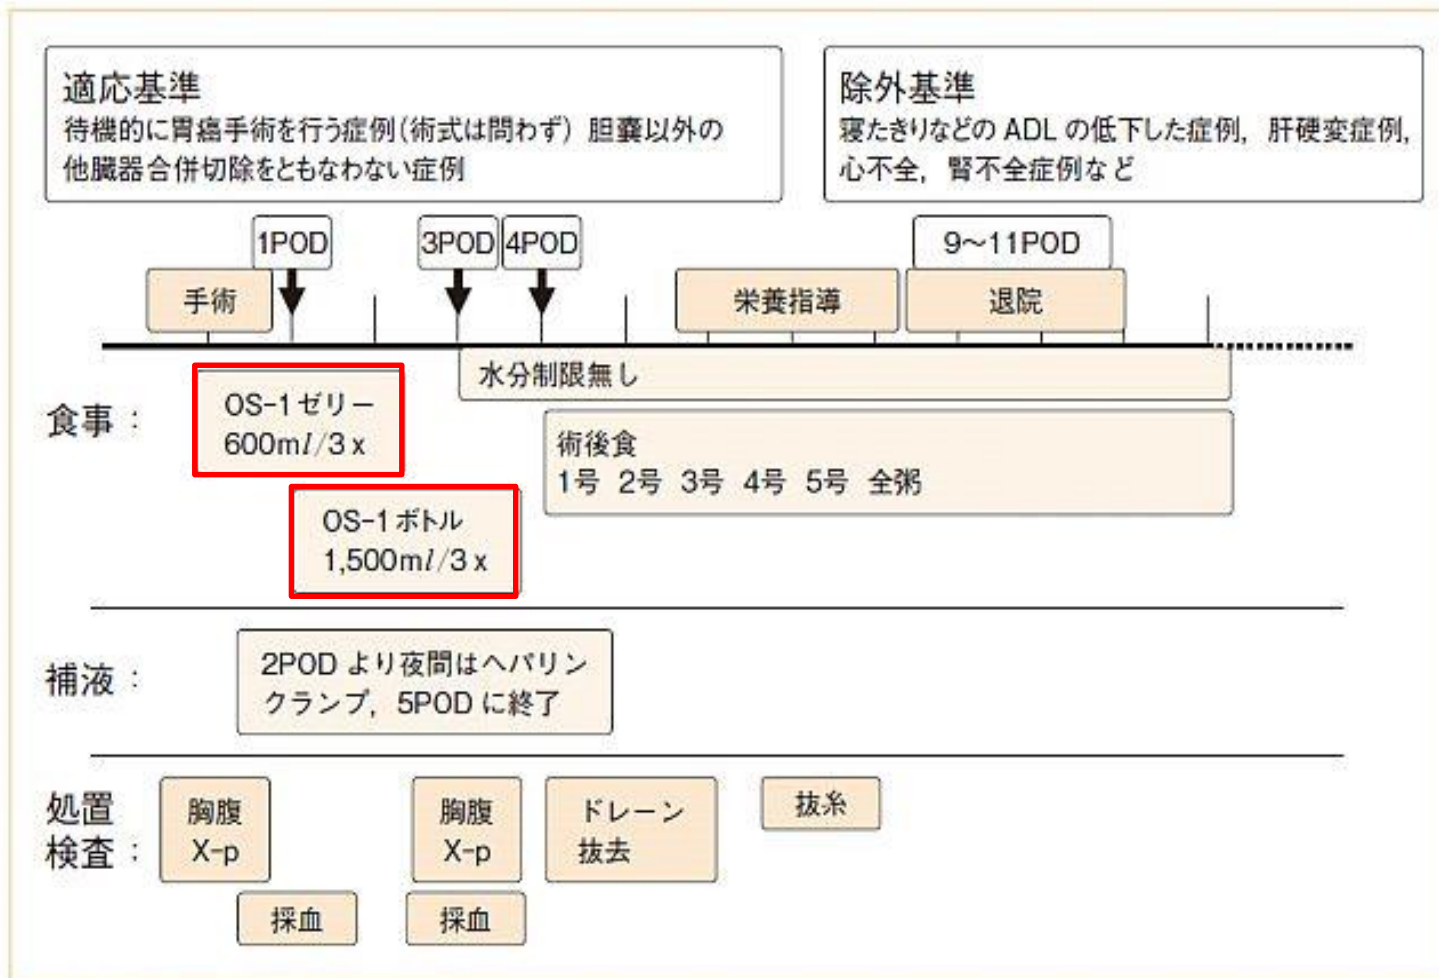 適応基準
待機的に胃癌手術を行う症例(術式は問わず) 胆嚢以外の
他臓器合併切除をともなわない症例
除外基準
寝たきりなどの ADL の低下した症例, 肝硬変症例,
心不全, 腎不全症例など
1POD
3POD
4POD
9〜11POD
手術
栄養指導
退院
水分制限無し
食事:
OS-1 ゼリー
600ml/3 x
術後食
1号 2号 3号 4号 5号 全粥
OS-1 ボトル
1,500ml/3 x
補液:
2POD より夜間はヘパリン
クランプ, 5POD に終了
処置
検査:
胸腹
X-p
胸腹
X-p
ドレーン
抜去
抜糸
採血
採血